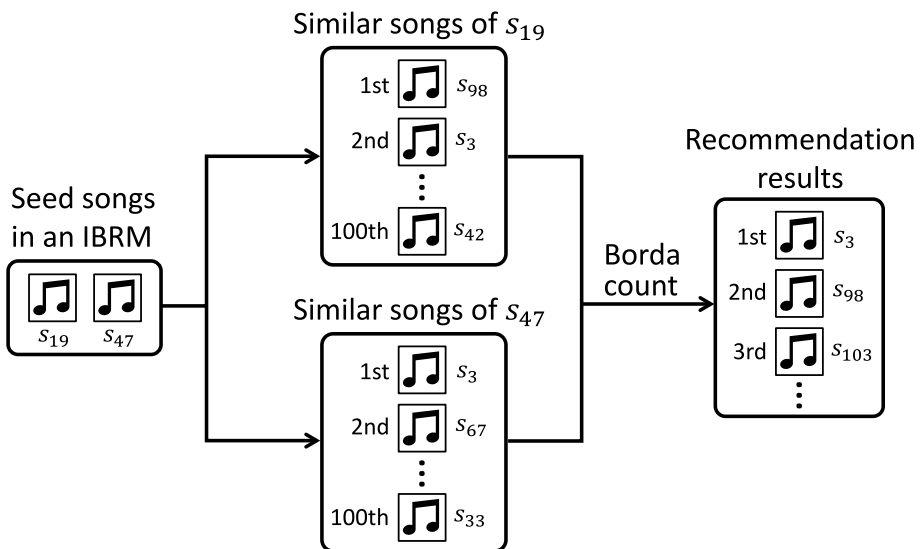 Seed songs
in an IBRM
s₁₉ s₄₇
Similar songs of s₁₉
1st s₉₈
2nd s₃
⋮
100th s₄₂
Similar songs of s₄₇
1st s₃
2nd s₆₇
⋮
100th s₃₃
Borda
count
Recommendation
results
1st s₃
2nd s₉₈
3rd s₁₀₃
⋮